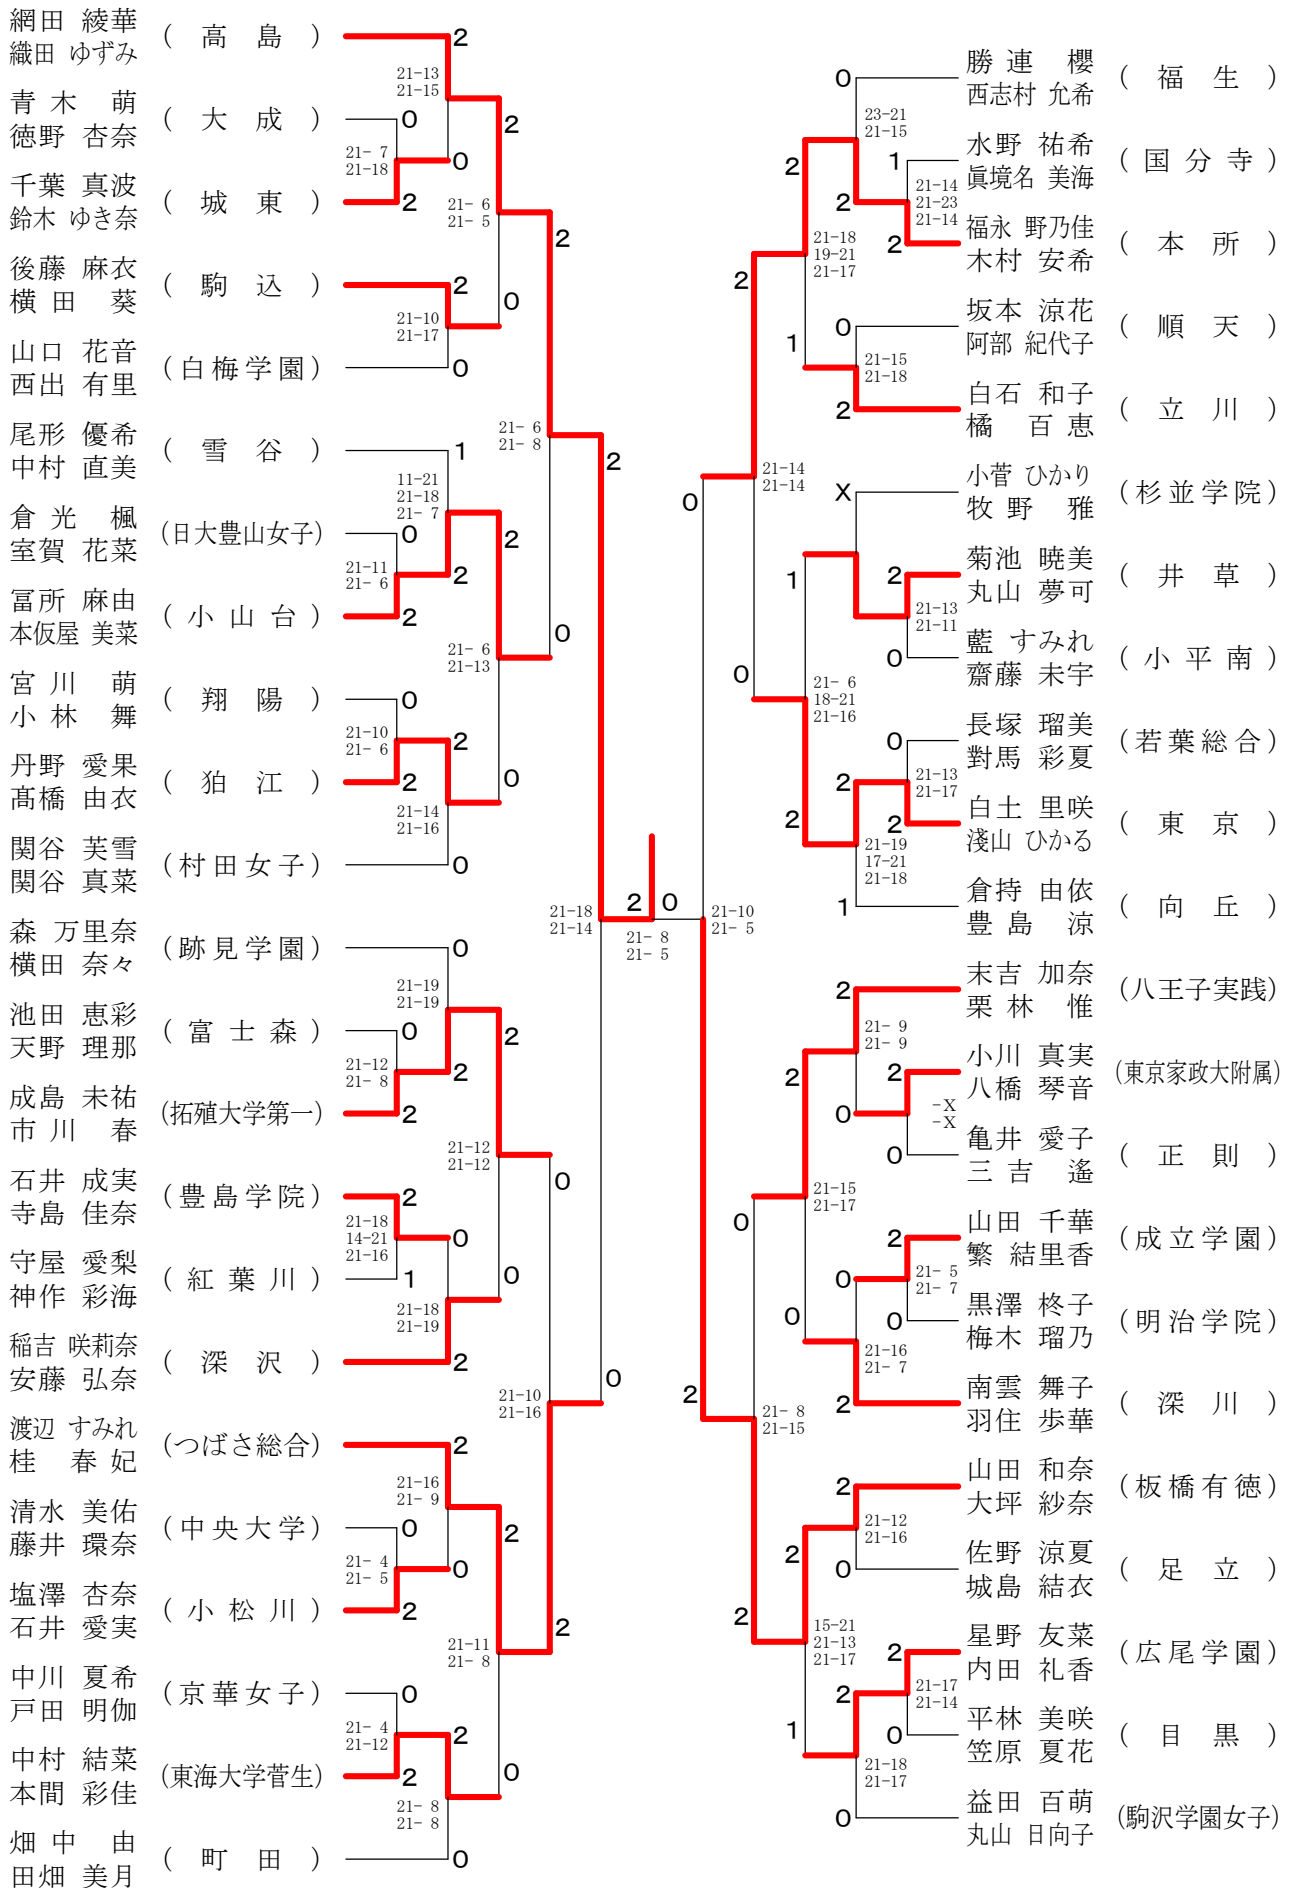 網田 綾華
織田 ゆずみ
( 高 島 )
2
21-13
21-15
青木 萌
徳野 杏奈
( 大 成 )
0
2
21- 7
21-18
0
千葉 真波
鈴木 ゆき奈
( 城 東 )
2
21- 6
21- 5
2
後藤 麻衣
横田 葵
( 駒 込 )
2
0
21-10
21-17
山口 花音
西出 有里
(白梅学園)
0
尾形 優希
中村 直美
( 雪 谷 )
1
21- 6
21- 8
2
11-21
21-18
21- 7
倉光 楓
室賀 花菜
(日大豊山女子)
0
2
21-11
21- 6
2
冨所 麻由
本仮屋 美菜
( 小 山 台 )
2
0
21- 6
21-13
宮川 萌
小林 舞
( 翔 陽 )
0
21-10
21- 6
2
丹野 愛果
髙橋 由衣
( 狛 江 )
2
0
21-14
21-16
関谷 芙雪
関谷 真菜
(村田女子)
0
21-18
21-14
2
0
21- 8
21- 5
森 万里奈
横田 奈々
(跡見学園)
0
21-19
21-19
池田 恵彩
天野 理那
(富士森)
0
2
21-12
21- 8
2
成島 未祐
市川 春
(拓殖大学第一)
2
21-12
21-12
0
石井 成実
寺島 佳奈
(豊島学院)
2
21-18
14-21
21-16
0
守屋 愛梨
神作 彩海
(紅葉川)
1
0
21-18
21-19
稲吉 咲莉奈
安藤 弘奈
( 深 沢 )
2
0
21-10
21-16
渡辺 すみれ
桂 春妃
(つばさ総合)
2
21-16
21- 9
清水 美佑
藤井 環奈
(中央大学)
0
2
21- 4
21- 5
0
塩澤 杏奈
石井 愛実
(小松川)
2
2
21-11
21- 8
中川 夏希
戸田 明伽
(京華女子)
0
21- 4
21-12
2
中村 結菜
本間 彩佳
(東海大学菅生)
2
0
21- 8
21- 8
畑中 由
田畑 美月
( 町 田 )
0
0
勝連 櫻
西志村 允希
( 福 生 )
23-21
21-15
2
1
水野 祐希
眞境名 美海
(国分寺)
21-14
21-23
21-14
2
2
福永 野乃佳
木村 安希
( 本 所 )
21-18
19-21
21-17
2
0
坂本 涼花
阿部 紀代子
( 順 天 )
1
21-15
21-18
2
白石 和子
橘 百恵
( 立 川 )
21-14
21-14
0
X
小菅 ひかり
牧野 雅
(杉並学院)
1
2
菊池 暁美
丸山 夢可
( 井 草 )
21-13
21-11
0
藍 すみれ
齋藤 未宇
(小平南)
0
21- 6
18-21
21-16
0
長塚 瑠美
對馬 彩夏
(若葉総合)
2
21-13
21-17
2
2
白土 里咲
淺山 ひかる
( 東 京 )
21-19
17-21
21-18
1
倉持 由依
豊島 涼
( 向 丘 )
21-10
21- 5
2
末吉 加奈
栗林 惟
(八王子実践)
21- 9
21- 9
2
2
小川 真実
八橋 琴音
(東京家政大附属)
0
-X
-X
0
亀井 愛子
三吉 遙
( 正 則 )
0
21-15
21-17
2
山田 千華
繁 結里香
(成立学園)
0
21- 5
21- 7
0
0
黒澤 柊子
梅木 瑠乃
(明治学院)
21-16
21- 7
2
南雲 舞子
羽住 歩華
( 深 川 )
2
21- 8
21-15
2
山田 和奈
大坪 紗奈
(板橋有徳)
21-12
21-16
2
0
佐野 涼夏
城島 結衣
( 足 立 )
2
15-21
21-13
21-17
2
星野 友菜
内田 礼香
(広尾学園)
2
21-17
21-14
1
0
平林 美咲
笠原 夏花
( 目 黒 )
21-18
21-17
0
益田 百萌
丸山 日向子
(駒沢学園女子)